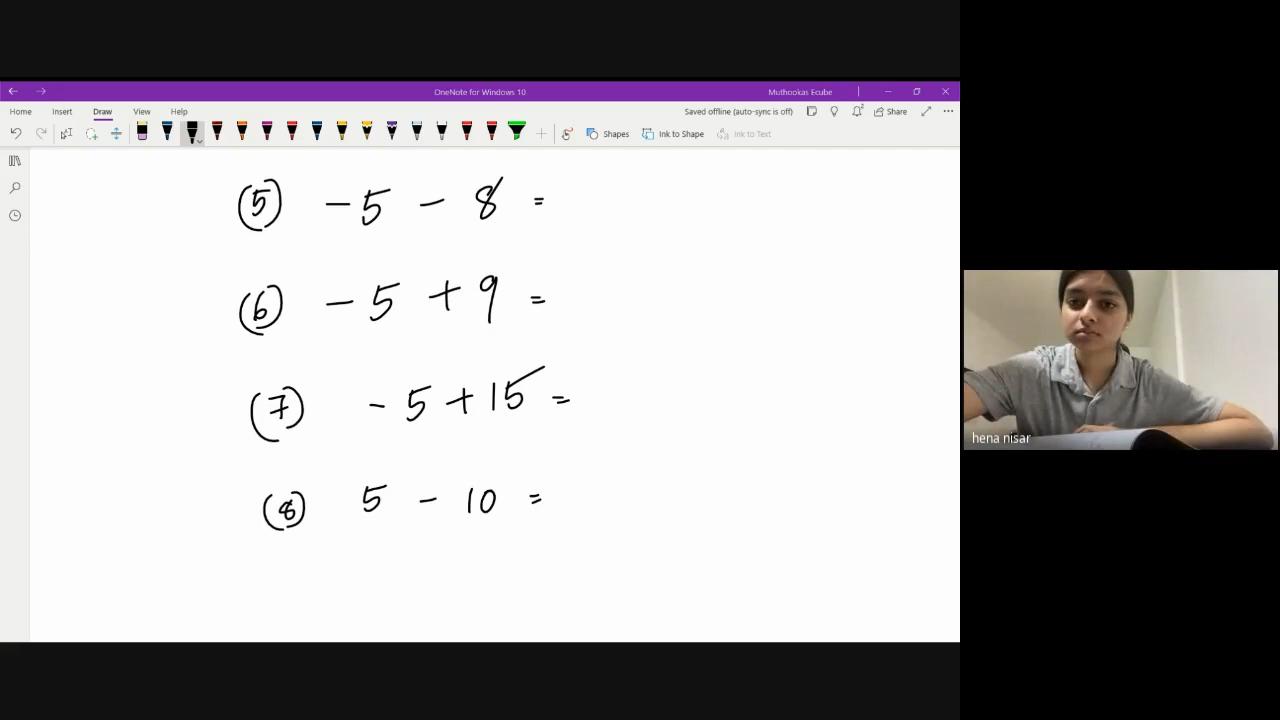 OneNote for Windows 10
Muthookas Ecube
Home Insert Draw View Help
Saved offline (auto-sync is off)
Share
Shapes
Ink to Shape
Ink to Text
(5) -5 - 8 =
(6) -5 + 9 =
(7) -5 + 15 =
(8) 5 - 10 =
hena nisar